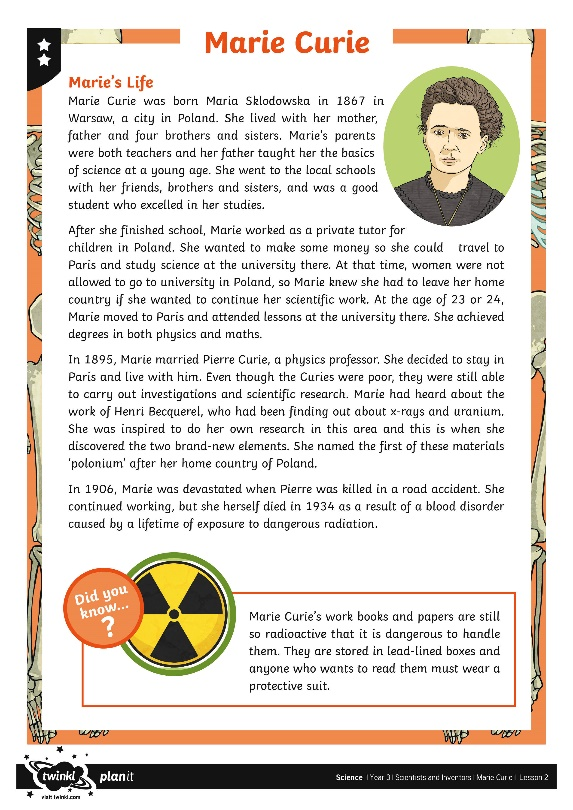 Marie Curie
Marie's Life
Marie Curie was born Maria Sklodowska in 1867 in
Warsaw, a city in Poland. She lived with her mother,
father and four brothers and sisters. Marie's parents
were both teachers and her father taught her the basics
of science at a young age. She went to the local schools
with her friends, brothers and sisters, and was a good
student who excelled in her studies.
After she finished school, Marie worked as a private tutor for
children in Poland. She wanted to make some money so she could travel to
Paris and study science at the university there. At that time, women were not
allowed to go to university in Poland, so Marie knew she had to leave her home
country if she wanted to continue her scientific work. At the age of 23 or 24,
Marie moved to Paris and attended lessons at the university there. She achieved
degrees in both physics and maths.
In 1895, Marie married Pierre Curie, a physics professor. She decided to stay in
Paris and live with him. Even though the Curies were poor, they were still able
to carry out investigations and scientific research. Marie had heard about the
work of Henri Becquerel, who had been finding out about x-rays and uranium.
She was inspired to do her own research in this area and this is when she
discovered the two brand-new elements. She named the first of these materials
'polonium' after her home country of Poland.
In 1906, Marie was devastated when Pierre was killed in a road accident. She
continued working, but she herself died in 1934 as a result of a blood disorder
caused by a lifetime of exposure to dangerous radiation.
Did you
know...
?
Marie Curie's work books and papers are still
so radioactive that it is dangerous to handle
them. They are stored in lead-lined boxes and
anyone who wants to read them must wear a
protective suit.
twinkl planit
visit twinkl.com
Science | Year 3 | Scientists and Inventors | Marie Curie | Lesson 2